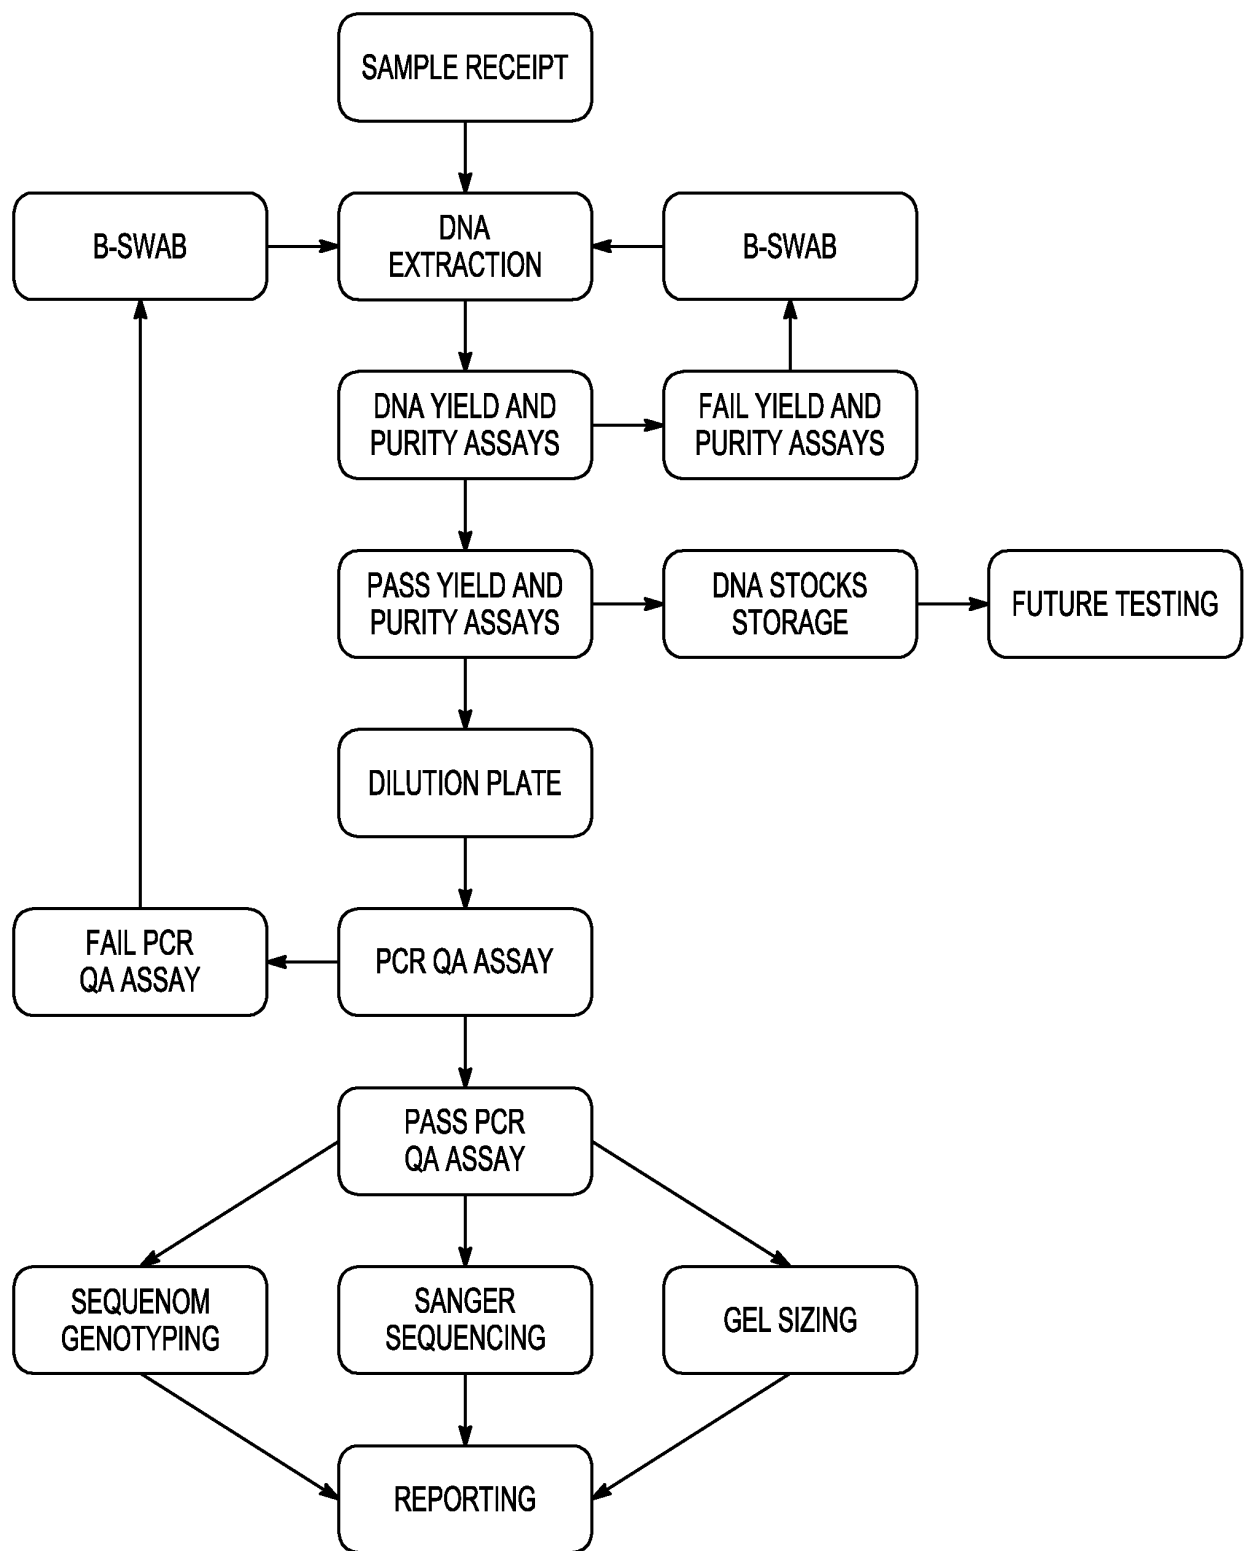 SAMPLE RECEIPT
B-SWAB
DNA
EXTRACTION
B-SWAB
DNA YIELD AND
PURITY ASSAYS
FAIL YIELD AND
PURITY ASSAYS
PASS YIELD AND
PURITY ASSAYS
DNA STOCKS
STORAGE
FUTURE TESTING
DILUTION PLATE
FAIL PCR
QA ASSAY
PCR QA ASSAY
PASS PCR
QA ASSAY
SEQUENOM
GENOTYPING
SANGER
SEQUENCING
GEL SIZING
REPORTING